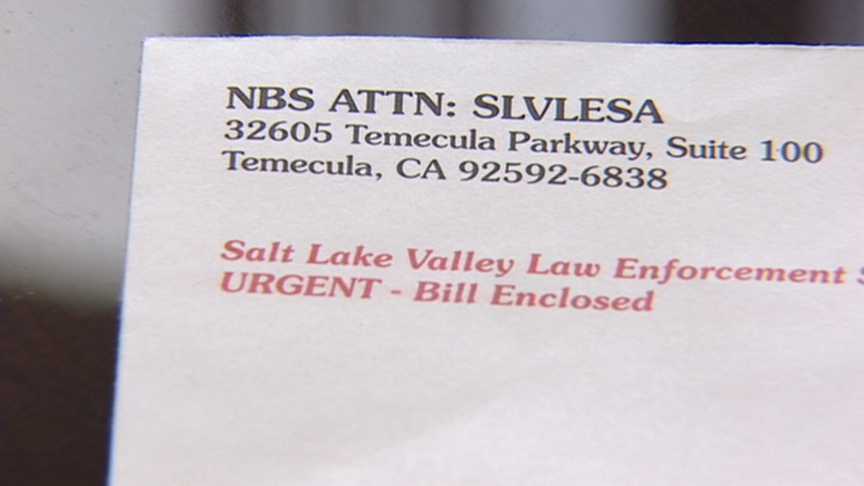 NBS ATTN: SLVLESA
32605 Temecula Parkway, Suite 100
Temecula, CA 92592-6838
Salt Lake Valley Law Enforcement
URGENT - Bill Enclosed